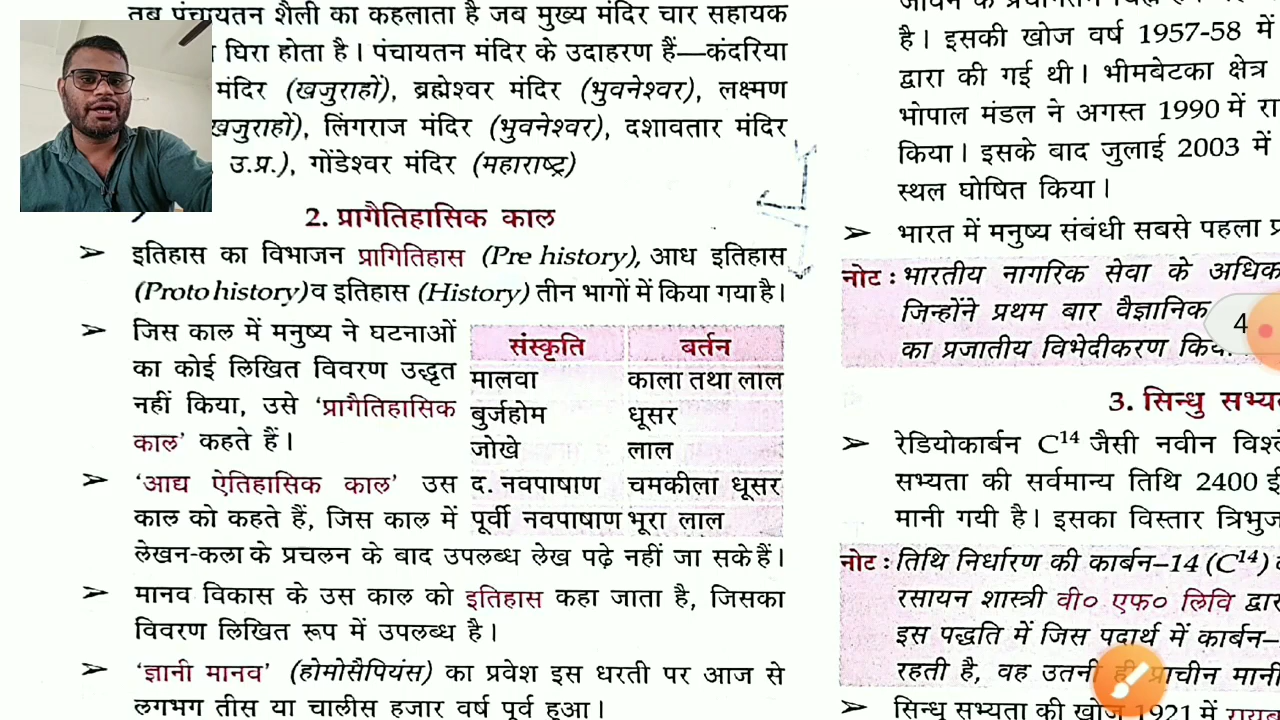 तब पंचायतन शैली का कहलाता है जब मुख्य मंदिर चार सहायक
घिरा होता है। पंचायतन मंदिर के उदाहरण हैं—कंदरिया
मंदिर (खजुराहों), ब्रह्मेश्वर मंदिर (भुवनेश्वर), लक्ष्मण
खजुराहों), लिंगराज मंदिर (भुवनेश्वर), दशावतार मंदिर
उ.प्र.), गोंडेश्वर मंदिर (महाराष्ट्र)
2. प्रागैतिहासिक काल
➢ इतिहास का विभाजन प्रागितिहास (Pre history), आध इतिहास
(Proto history) व इतिहास (History) तीन भागों में किया गया है।
➢ जिस काल में मनुष्य ने घटनाओं
का कोई लिखित विवरण उद्धृत
नहीं किया, उसे 'प्रागैतिहासिक
काल' कहते हैं।
संस्कृति बर्तन
मालवा काला तथा लाल
बुर्जहोम धूसर
जोखे लाल
द. नवपाषाण चमकीला धूसर
पूर्वी नवपाषाण भूरा लाल
➢ 'आद्य ऐतिहासिक काल' उस
काल को कहते हैं, जिस काल में
लेखन-कला के प्रचलन के बाद उपलब्ध लेख पढ़े नहीं जा सके हैं।
➢ मानव विकास के उस काल को इतिहास कहा जाता है, जिसका
विवरण लिखित रूप में उपलब्ध है।
➢ 'ज्ञानी मानव' (होमोसैपियंस) का प्रवेश इस धरती पर आज से
लगभग तीस या चालीस हजार वर्ष पूर्व हुआ।
है। इसकी खोज वर्ष 1957-58 में
द्वारा की गई थी। भीमबेटका क्षेत्र
भोपाल मंडल ने अगस्त 1990 में रा
किया। इसके बाद जुलाई 2003 में
स्थल घोषित किया।
➢ भारत में मनुष्य संबंधी सबसे पहला प्र
नोट : भारतीय नागरिक सेवा के अधिक
जिन्होंने प्रथम बार वैज्ञानिक
का प्रजातीय विभेदीकरण
4
3. सिन्धु सभ्य
➢ रेडियोकार्बन C¹⁴ जैसी नवीन विश्ले
सभ्यता की सर्वमान्य तिथि 2400 ई
मानी गयी है। इसका विस्तार त्रिभुज
नोट : तिथि निर्धारण की कार्बन–14 (C¹⁴)
रसायन शास्त्री वी० एफ० लिवि द्वार
इस पद्धति में जिस पदार्थ में कार्बन–
रहती है, वह उतनी ही प्राचीन मानी
➢ सिन्धु सभ्यता की खोज 1921 में